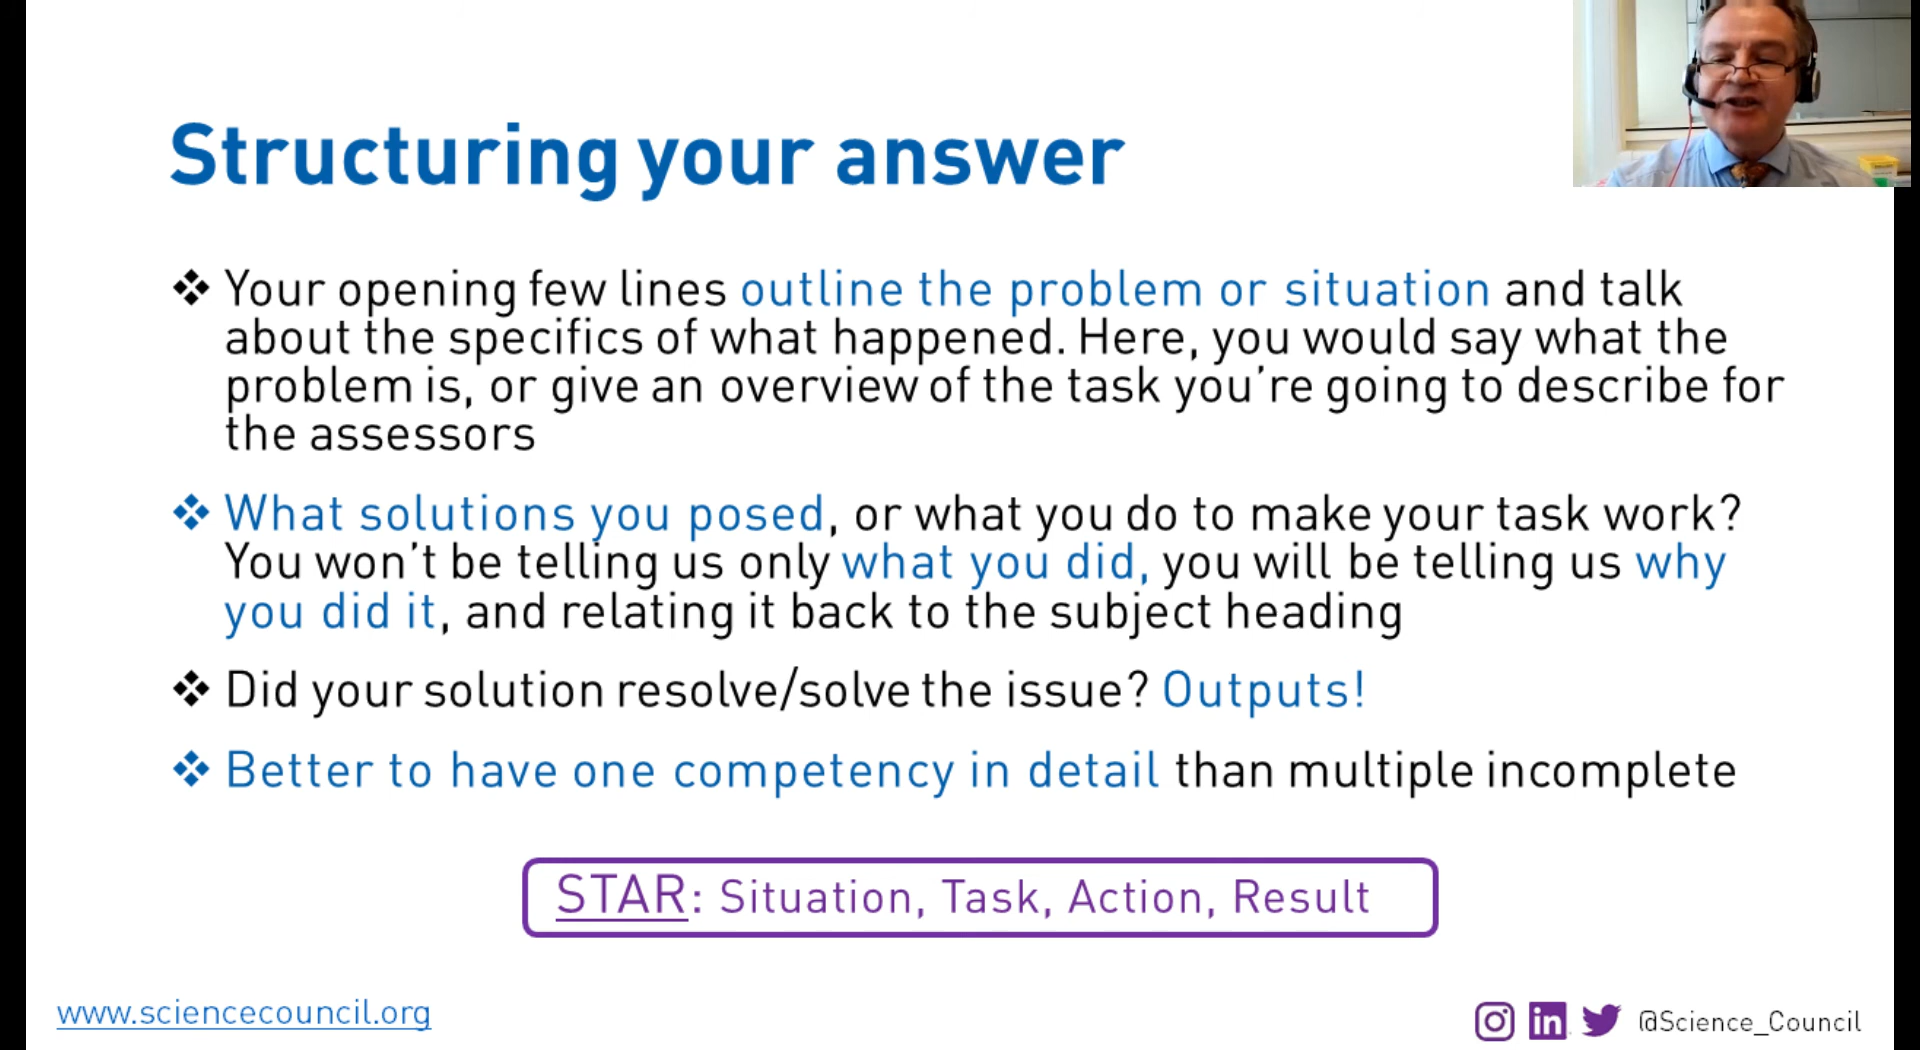 Structuring your answer
❖ Your opening few lines outline the problem or situation and talk
about the specifics of what happened. Here, you would say what the
problem is, or give an overview of the task you're going to describe for
the assessors
❖ What solutions you posed, or what you do to make your task work?
You won't be telling us only what you did, you will be telling us why
you did it, and relating it back to the subject heading
❖ Did your solution resolve/solve the issue? Outputs!
❖ Better to have one competency in detail than multiple incomplete
STAR: Situation, Task, Action, Result
www.sciencecouncil.org
in
@Science_Council